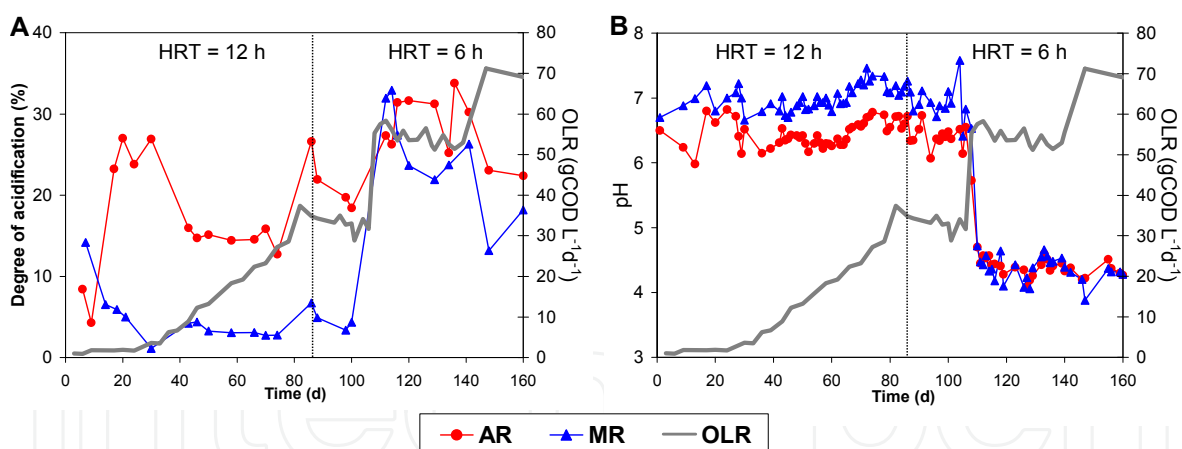 A
HRT = 12 h
HRT = 6 h
Degree of acidification (%)
40
30
20
10
0%
80
70
60
50
40
30
20
10
0
OLR (gCOD L-1d-1)
0 20 40 60 80 100 120 140 160
Time (d)
B
HRT = 12 h
HRT = 6 h
pH
8
7
6
5
4
3
80
70
60
50
40
30
20
10
0
OLR (gCOD L-1d-1)
0 20 40 60 80 100 120 140 160
Time (d)
AR MR OLR